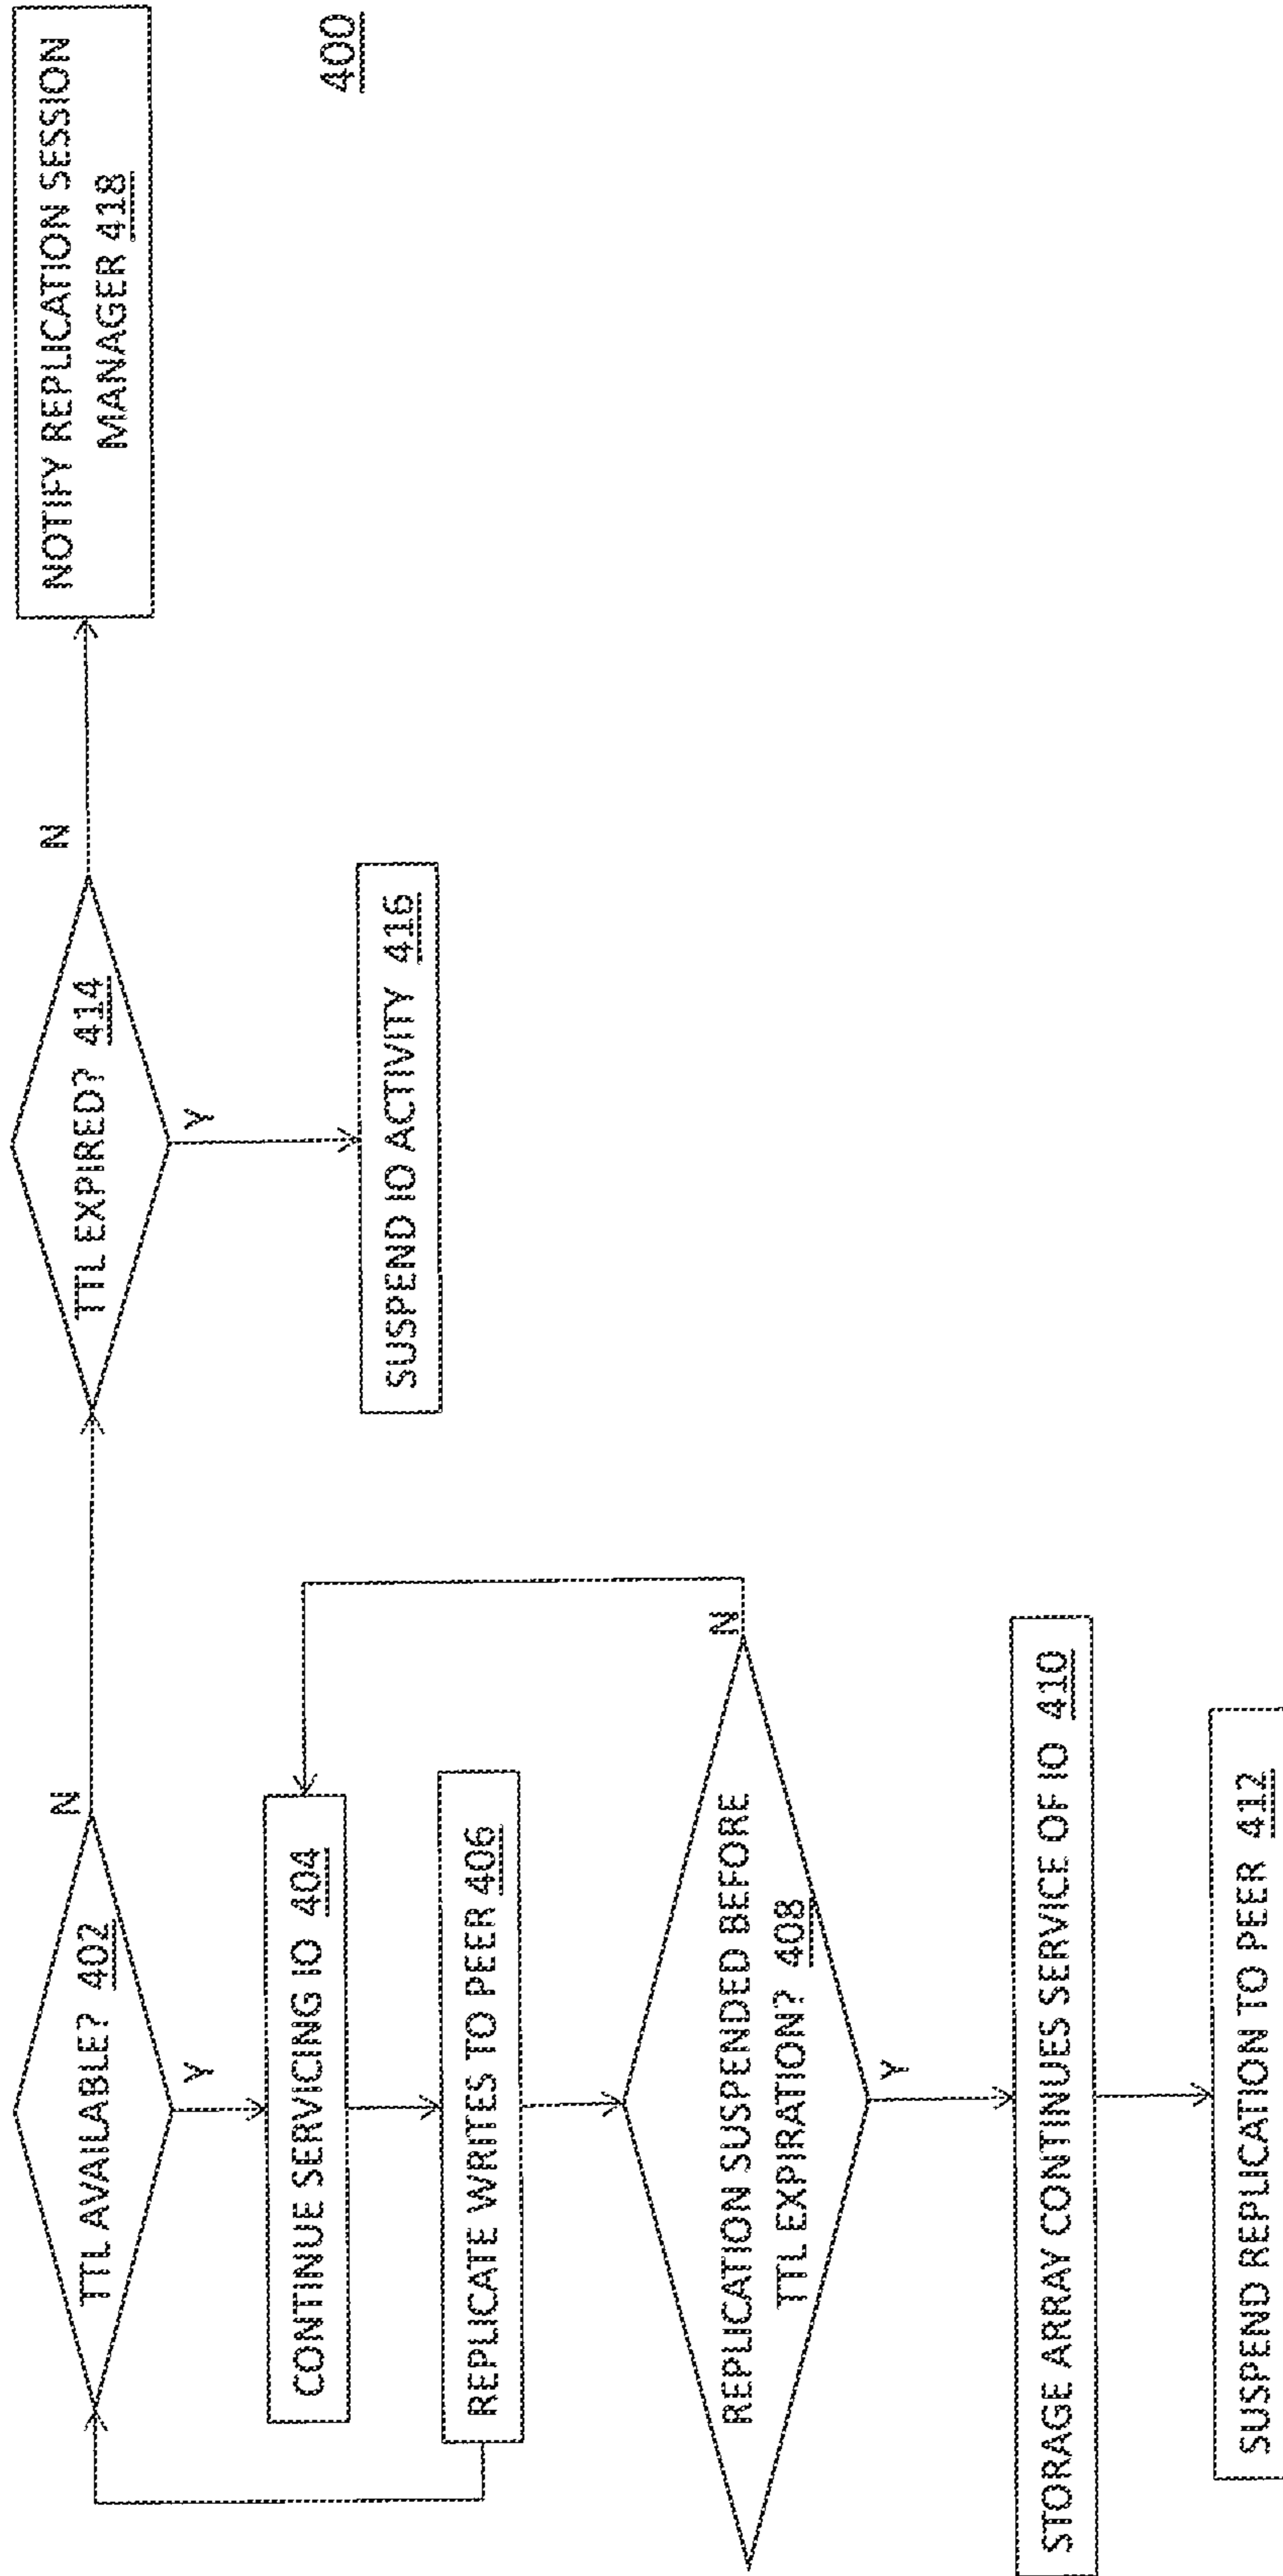 TTL AVAILABLE? 402
N
Y
CONTINUE SERVICING IO 404
REPLICATE WRITES TO PEER 406
REPLICATION SUSPENDED BEFORE
TTL EXPIRATION? 408
N
Y
STORAGE ARRAY CONTINUES SERVICE OF IO 410
SUSPEND REPLICATION TO PEER 412
TTL EXPIRED? 414
N
Y
SUSPEND IO ACTIVITY 416
NOTIFY REPLICATION SESSION
MANAGER 418
400